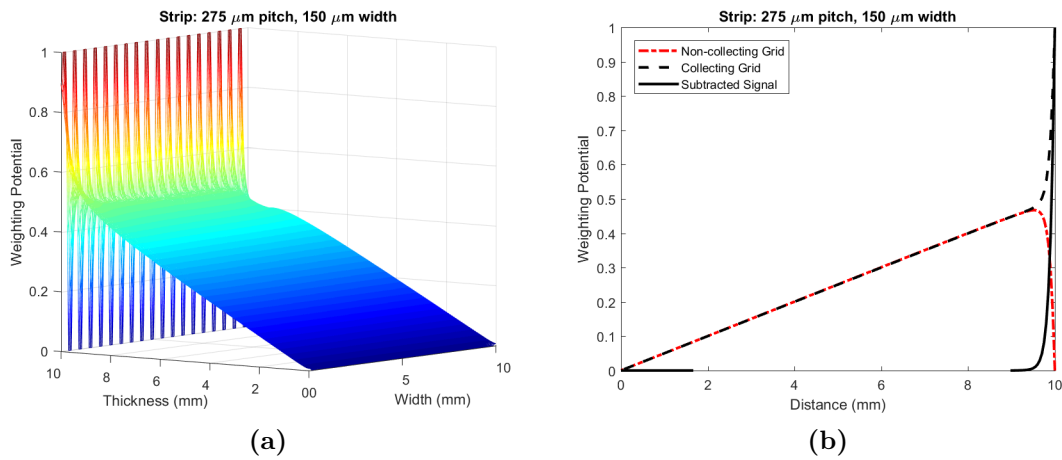 Strip: 275 μm pitch, 150 μm width
1
0.8
0.6
0.4
0.2
0
Weighting Potential
10
8
6
4
2
00
5
10
Thickness (mm)
Width (mm)
(a)
Strip: 275 μm pitch, 150 μm width
Non-collecting Grid
Collecting Grid
Subtracted Signal
1
0.9
0.8
0.7
0.6
0.5
0.4
0.3
0.2
0.1
0
Weighting Potential
0
2
4
6
8
10
Distance (mm)
(b)